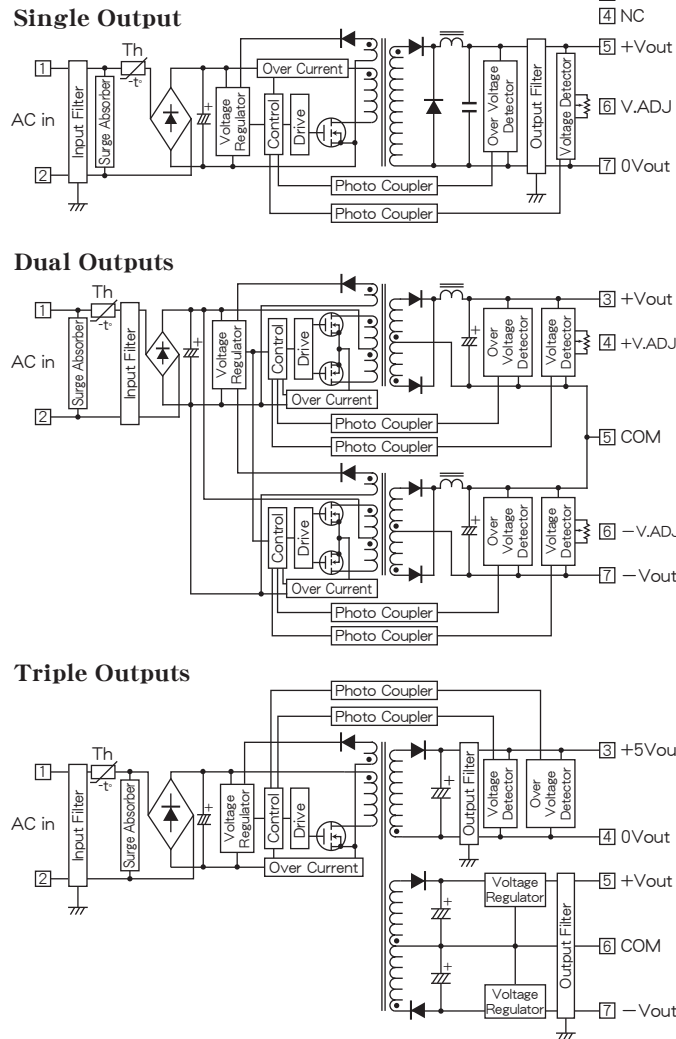 Single Output
4 NC
1
Th
-t°
Input Filter
Surge Absorber
AC in
2
+
Voltage Regulator
Over Current
Control
Drive
Over Voltage Detector
Output Filter
Voltage Detector
5 +Vout
6 V.ADJ
7 0Vout
Photo Coupler
Photo Coupler
Dual Outputs
1
Th
-t°
Surge Absorber
Input Filter
AC in
2
+
Voltage Regulator
Control
Drive
Over Current
+
Over Voltage Detector
Voltage Detector
3 +Vout
4 +V.ADJ
Photo Coupler
Photo Coupler
5 COM
Control
Drive
Over Current
+
Over Voltage Detector
Voltage Detector
6 −V.ADJ
7 −Vout
Photo Coupler
Photo Coupler
Triple Outputs
Photo Coupler
Photo Coupler
1
Th
-t°
Input Filter
Surge Absorber
AC in
2
+
Voltage Regulator
Control
Drive
Over Current
+
Output Filter
Voltage Detector
Over Voltage Detector
3 +5Vou
4 0Vout
+
+
Voltage Regulator
Voltage Regulator
Output Filter
5 +Vout
6 COM
7 −Vout